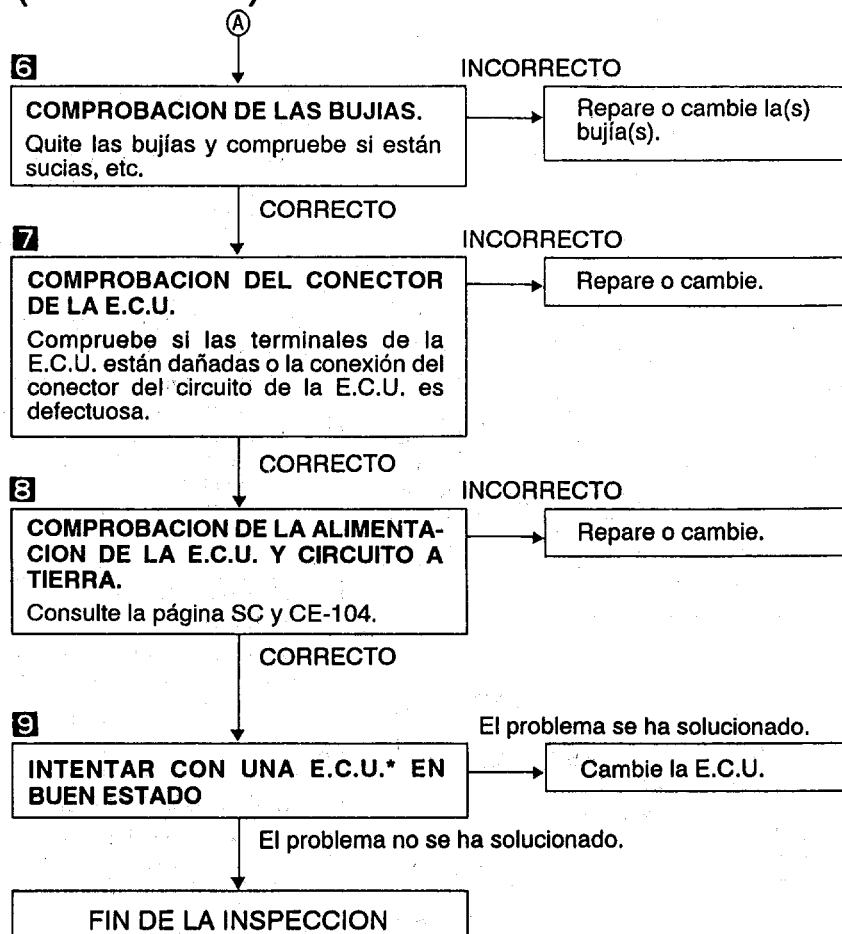 A
6
INCORRECTO
COMPROBACION DE LAS BUJIAS.
Quite las bujías y compruebe si están
sucias, etc.
Repare o cambie la(s)
bujía(s).
CORRECTO
7
INCORRECTO
COMPROBACION DEL CONECTOR
DE LA E.C.U.
Compruebe si las terminales de la
E.C.U. están dañadas o la conexión del
conector del circuito de la E.C.U. es
defectuosa.
Repare o cambie.
CORRECTO
8
INCORRECTO
COMPROBACION DE LA ALIMENTA-
CION DE LA E.C.U. Y CIRCUITO A
TIERRA.
Consulte la página SC y CE-104.
Repare o cambie.
CORRECTO
9
El problema se ha solucionado.
INTENTAR CON UNA E.C.U.* EN
BUEN ESTADO
Cambie la E.C.U.
El problema no se ha solucionado.
FIN DE LA INSPECCION